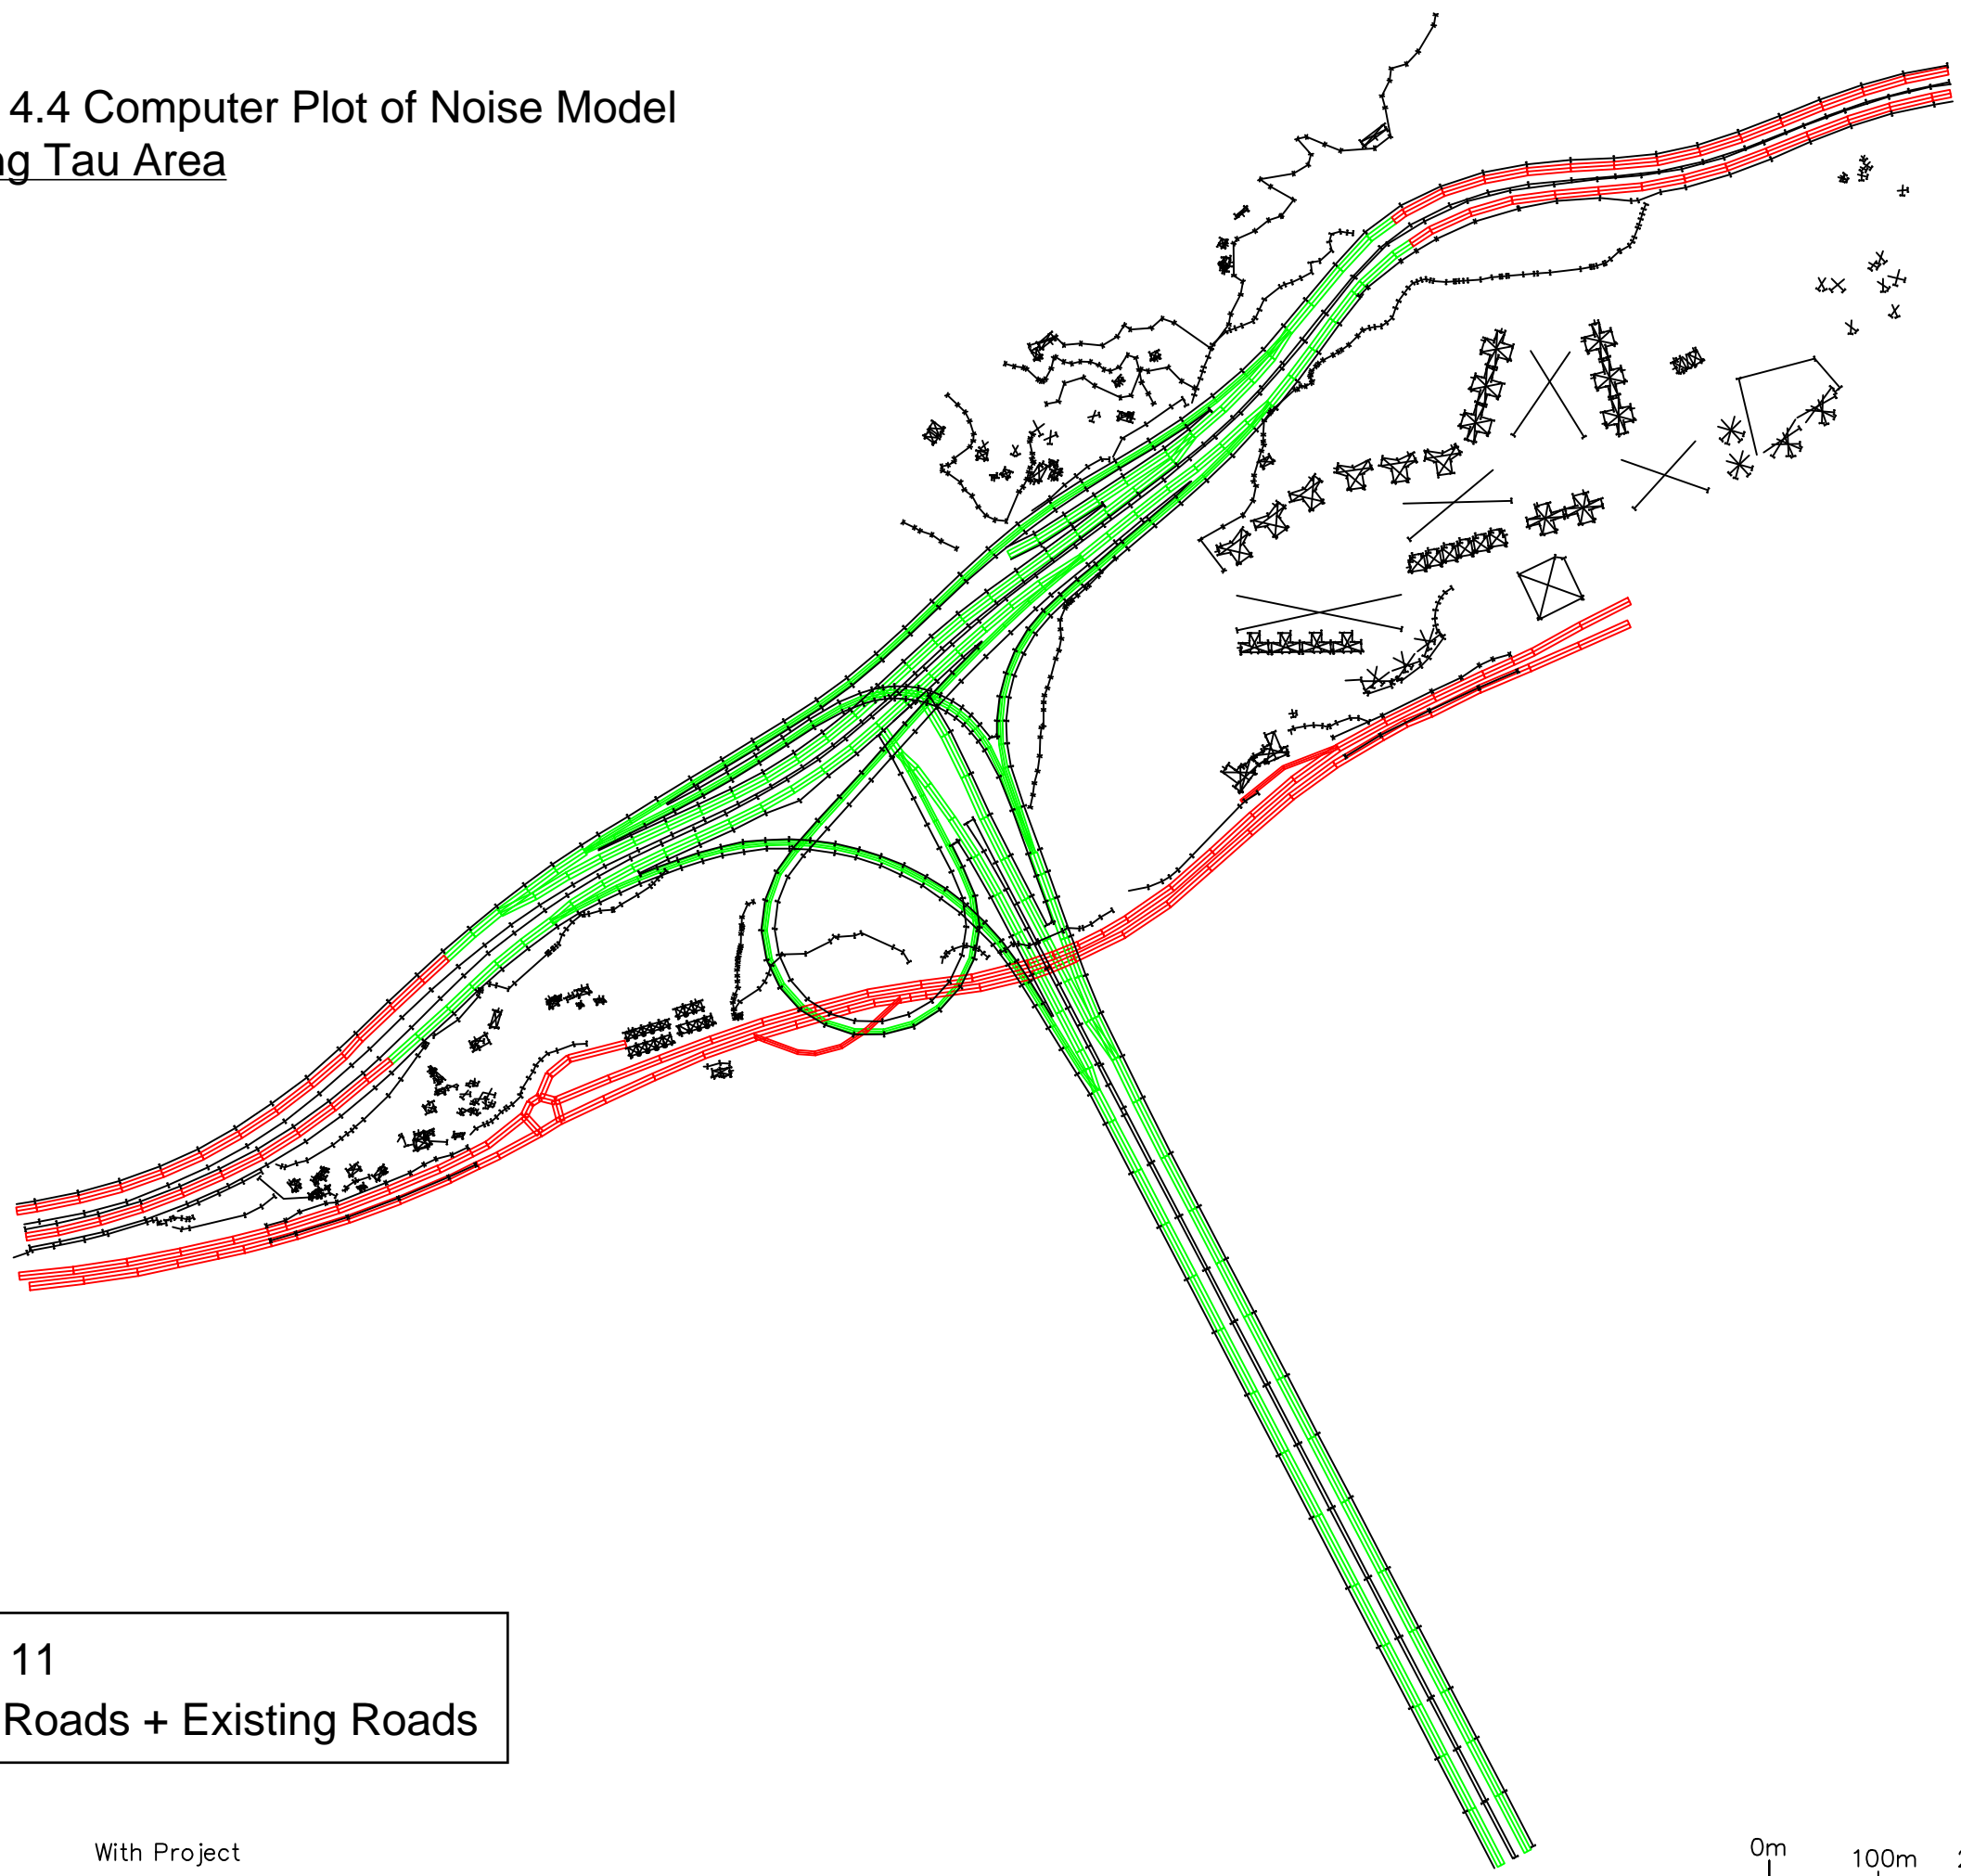 4.4 Computer Plot of Noise Model
Tau Area
11
Roads + Existing Roads
With Project
0m
100m